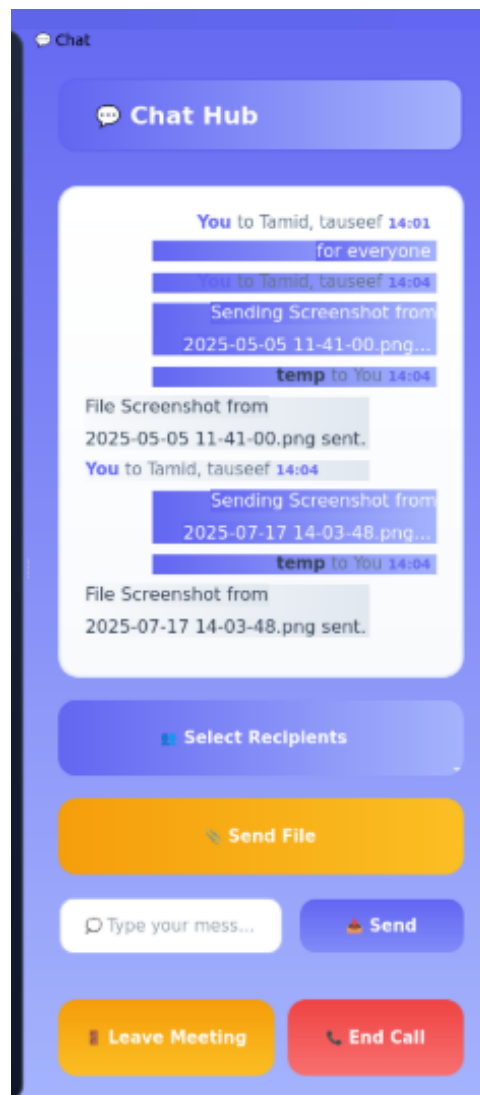 💬 Chat
💬 Chat Hub
You to Tamid, tauseef 14:01
for everyone
You to Tamid, tauseef 14:04
Sending Screenshot from
2025-05-05 11-41-00.png...
temp to You 14:04
File Screenshot from
2025-05-05 11-41-00.png sent.
You to Tamid, tauseef 14:04
Sending Screenshot from
2025-07-17 14-03-48.png...
temp to You 14:04
File Screenshot from
2025-07-17 14-03-48.png sent.
👥 Select Recipients
📎 Send File
💭 Type your mess...
📤 Send
🚪 Leave Meeting
📞 End Call